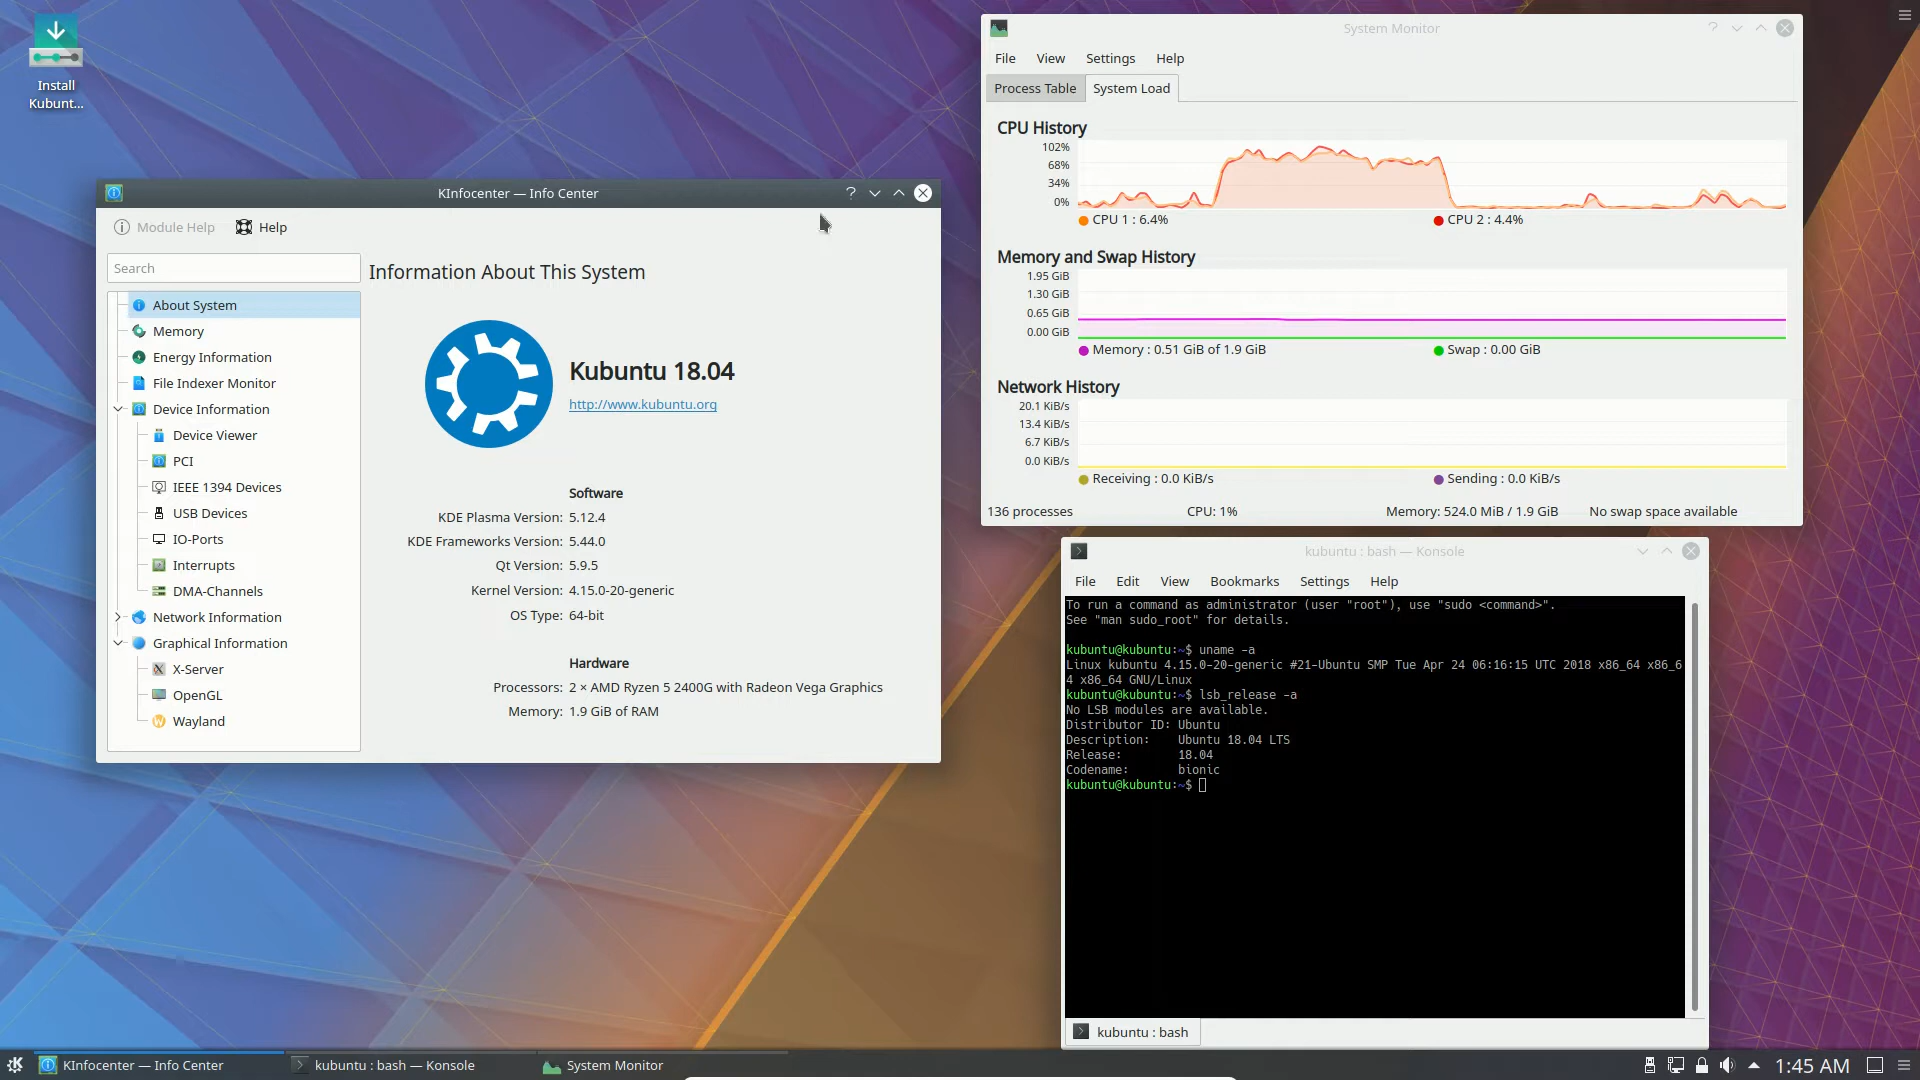 Install
Kubunt...
KInfocenter — Info Center
Module Help
Help
Search
About System
Memory
Energy Information
File Indexer Monitor
Device Information
Device Viewer
PCI
IEEE 1394 Devices
USB Devices
IO-Ports
Interrupts
DMA-Channels
Network Information
Graphical Information
X-Server
OpenGL
Wayland
Information About This System
Kubuntu 18.04
http://www.kubuntu.org
Software
KDE Plasma Version: 5.12.4
KDE Frameworks Version: 5.44.0
Qt Version: 5.9.5
Kernel Version: 4.15.0-20-generic
OS Type: 64-bit
Hardware
Processors: 2 × AMD Ryzen 5 2400G with Radeon Vega Graphics
Memory: 1.9 GiB of RAM
System Monitor
File View Settings Help
Process Table System Load
CPU History
102%
68%
34%
0%
CPU 1 : 6.4% CPU 2 : 4.4%
Memory and Swap History
1.95 GiB
1.30 GiB
0.65 GiB
0.00 GiB
Memory : 0.51 GiB of 1.9 GiB Swap : 0.00 GiB
Network History
20.1 KiB/s
13.4 KiB/s
6.7 KiB/s
0.0 KiB/s
Receiving : 0.0 KiB/s Sending : 0.0 KiB/s
136 processes CPU: 1% Memory: 524.0 MiB / 1.9 GiB No swap space available
kubuntu : bash — Konsole
File Edit View Bookmarks Settings Help
To run a command as administrator (user "root"), use "sudo <command>".
See "man sudo_root" for details.
kubuntu@kubuntu:~$ uname -a
Linux kubuntu 4.15.0-20-generic #21-Ubuntu SMP Tue Apr 24 06:16:15 UTC 2018 x86_64 x86_6
4 x86_64 GNU/Linux
kubuntu@kubuntu:~$ lsb_release -a
No LSB modules are available.
Distributor ID: Ubuntu
Description: Ubuntu 18.04 LTS
Release: 18.04
Codename: bionic
kubuntu@kubuntu:~$
kubuntu : bash
KInfocenter — Info Center
kubuntu : bash — Konsole
System Monitor
1:45 AM